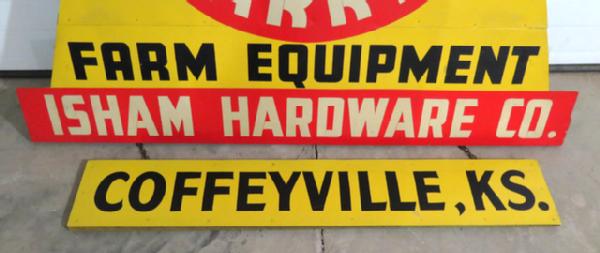 FARM EQUIPMENT
ISHAM HARDWARE CO.
COFFEYVILLE, KS.